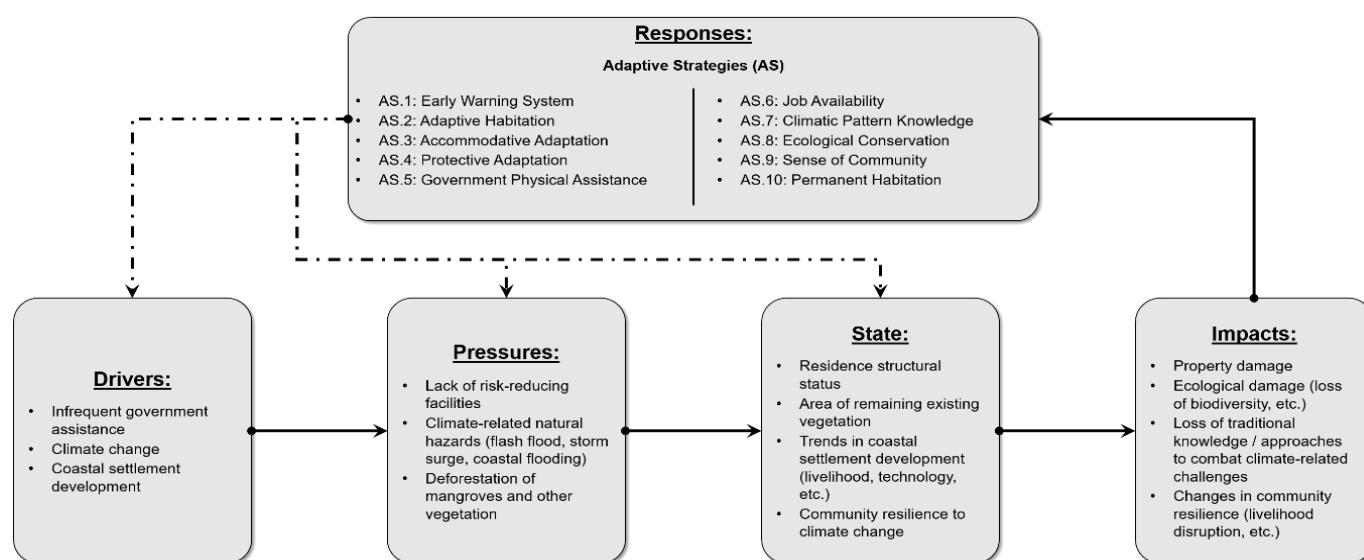 Responses:
Adaptive Strategies (AS)
• AS.1: Early Warning System
• AS.2: Adaptive Habitation
• AS.3: Accommodative Adaptation
• AS.4: Protective Adaptation
• AS.5: Government Physical Assistance
• AS.6: Job Availability
• AS.7: Climatic Pattern Knowledge
• AS.8: Ecological Conservation
• AS.9: Sense of Community
• AS.10: Permanent Habitation
Drivers:
• Infrequent government
assistance
• Climate change
• Coastal settlement
development
Pressures:
• Lack of risk-reducing
facilities
• Climate-related natural
hazards (flash flood, storm
surge, coastal flooding)
• Deforestation of
mangroves and other
vegetation
State:
• Residence structural
status
• Area of remaining existing
vegetation
• Trends in coastal
settlement development
(livelihood, technology,
etc.)
• Community resilience to
climate change
Impacts:
• Property damage
• Ecological damage (loss
of biodiversity, etc.)
• Loss of traditional
knowledge / approaches
to combat climate-related
challenges
• Changes in community
resilience (livelihood
disruption, etc.)